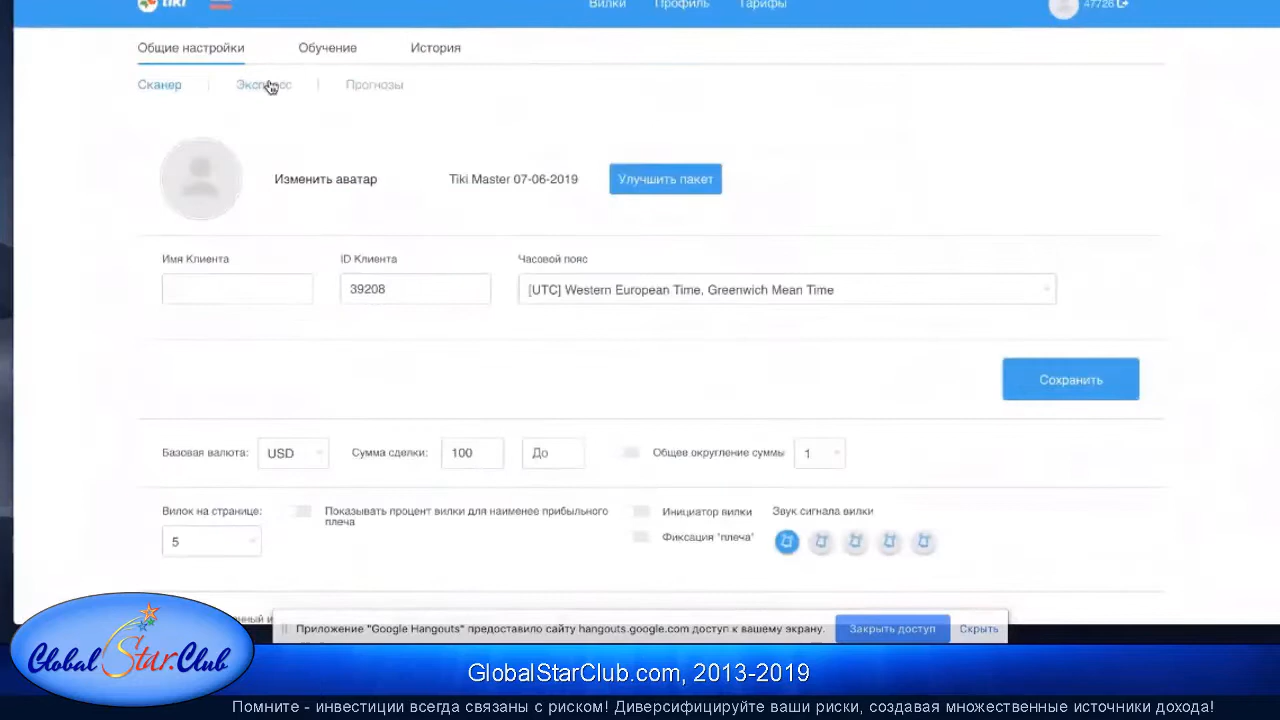 tiki Вилки Профиль Тарифы 47726
Общие настройки Обучение История
Сканер Экспресс Прогнозы
Изменить аватар Tiki Master 07-06-2019 Улучшить пакет
Имя Клиента ID Клиента Часовой пояс
39208 [UTC] Western European Time, Greenwich Mean Time
Сохранить
Базовая валюта: USD Сумма сделки: 100 До Общее округление суммы 1
Вилок на странице: Показывать процент вилки для наименее прибыльного плеча Инициатор вилки Звук сигнала вилки
5 Фиксация "плеча"
Приложение "Google Hangouts" предоставило сайту hangouts.google.com доступ к вашему экрану. Закрыть доступ Скрыть
Global Star.Club
GlobalStarClub.com, 2013-2019
Помните - инвестиции всегда связаны с риском! Диверсифицируйте ваши риски, создавая множественные источники дохода!